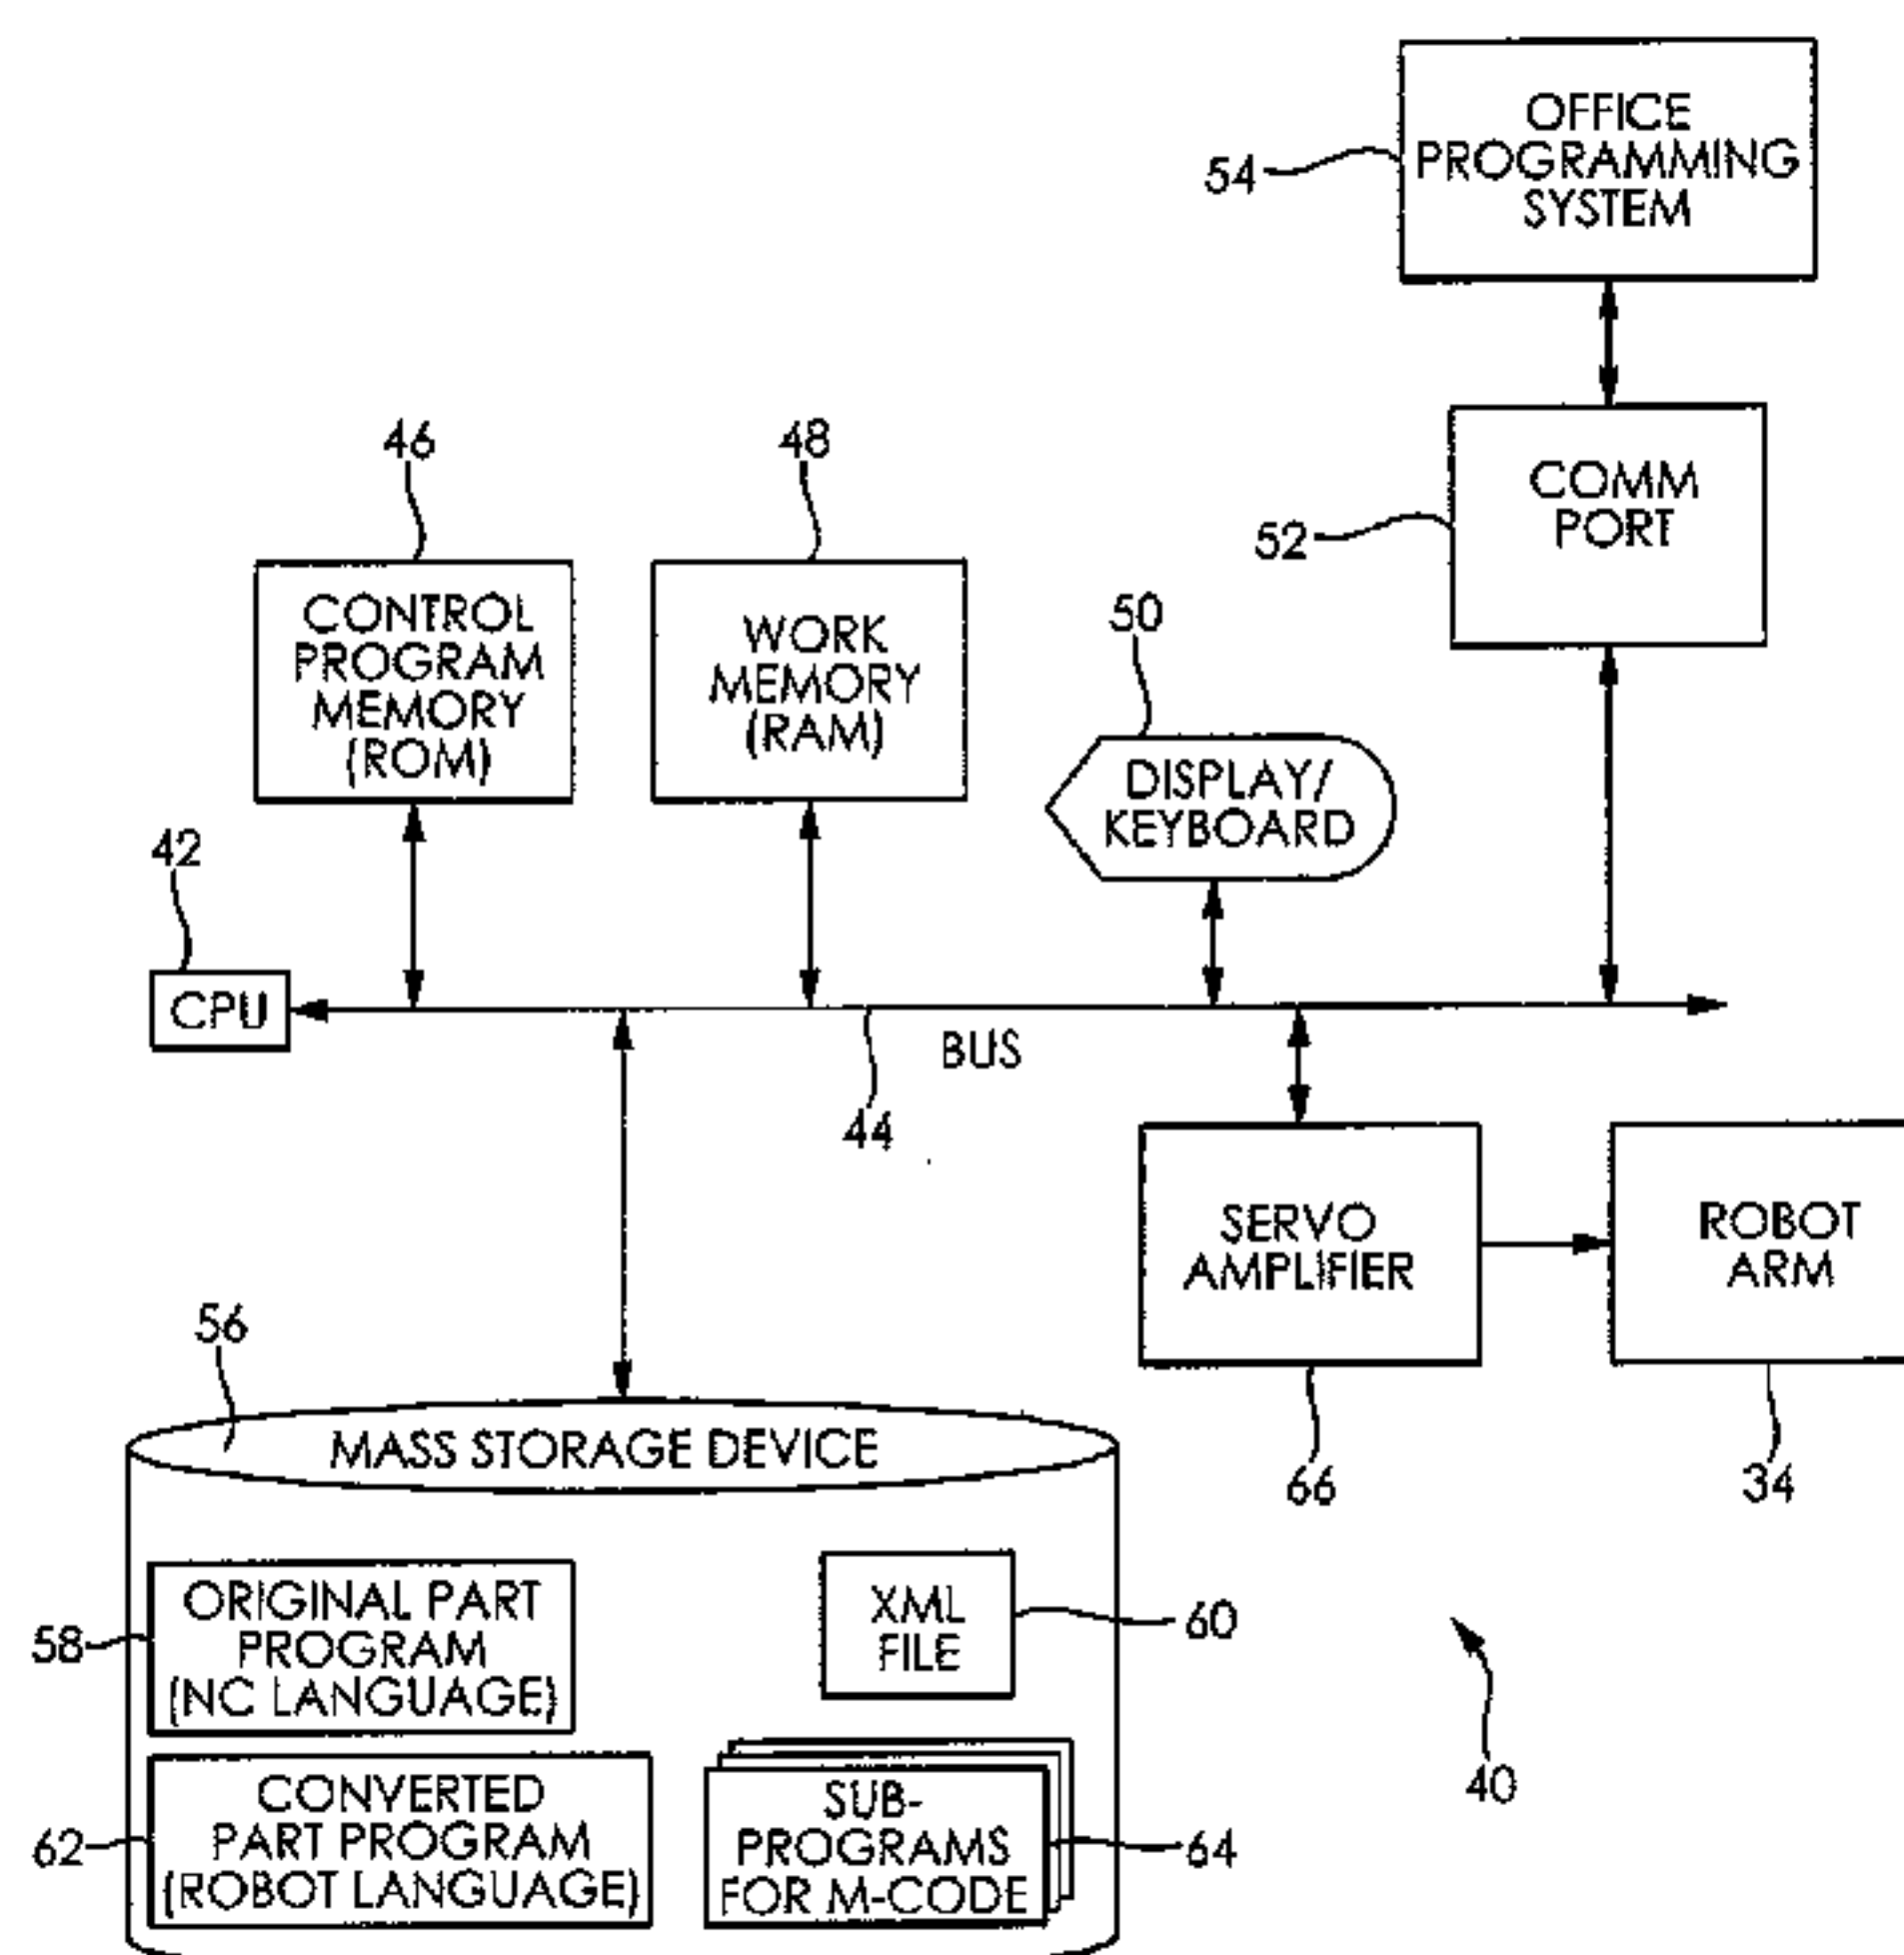 OFFICE
PROGRAMMING
SYSTEM
54
COMM
PORT
52
46
48
CONTROL
PROGRAM
MEMORY
(ROM)
WORK
MEMORY
(RAM)
50
DISPLAY/
KEYBOARD
42
CPU
BUS
44
SERVO
AMPLIFIER
ROBOT
ARM
66
34
56
MASS STORAGE DEVICE
ORIGINAL PART
PROGRAM
(NC LANGUAGE)
58
XML
FILE
60
CONVERTED
PART PROGRAM
(ROBOT LANGUAGE)
62
SUB-
PROGRAMS
FOR M-CODE
64
40